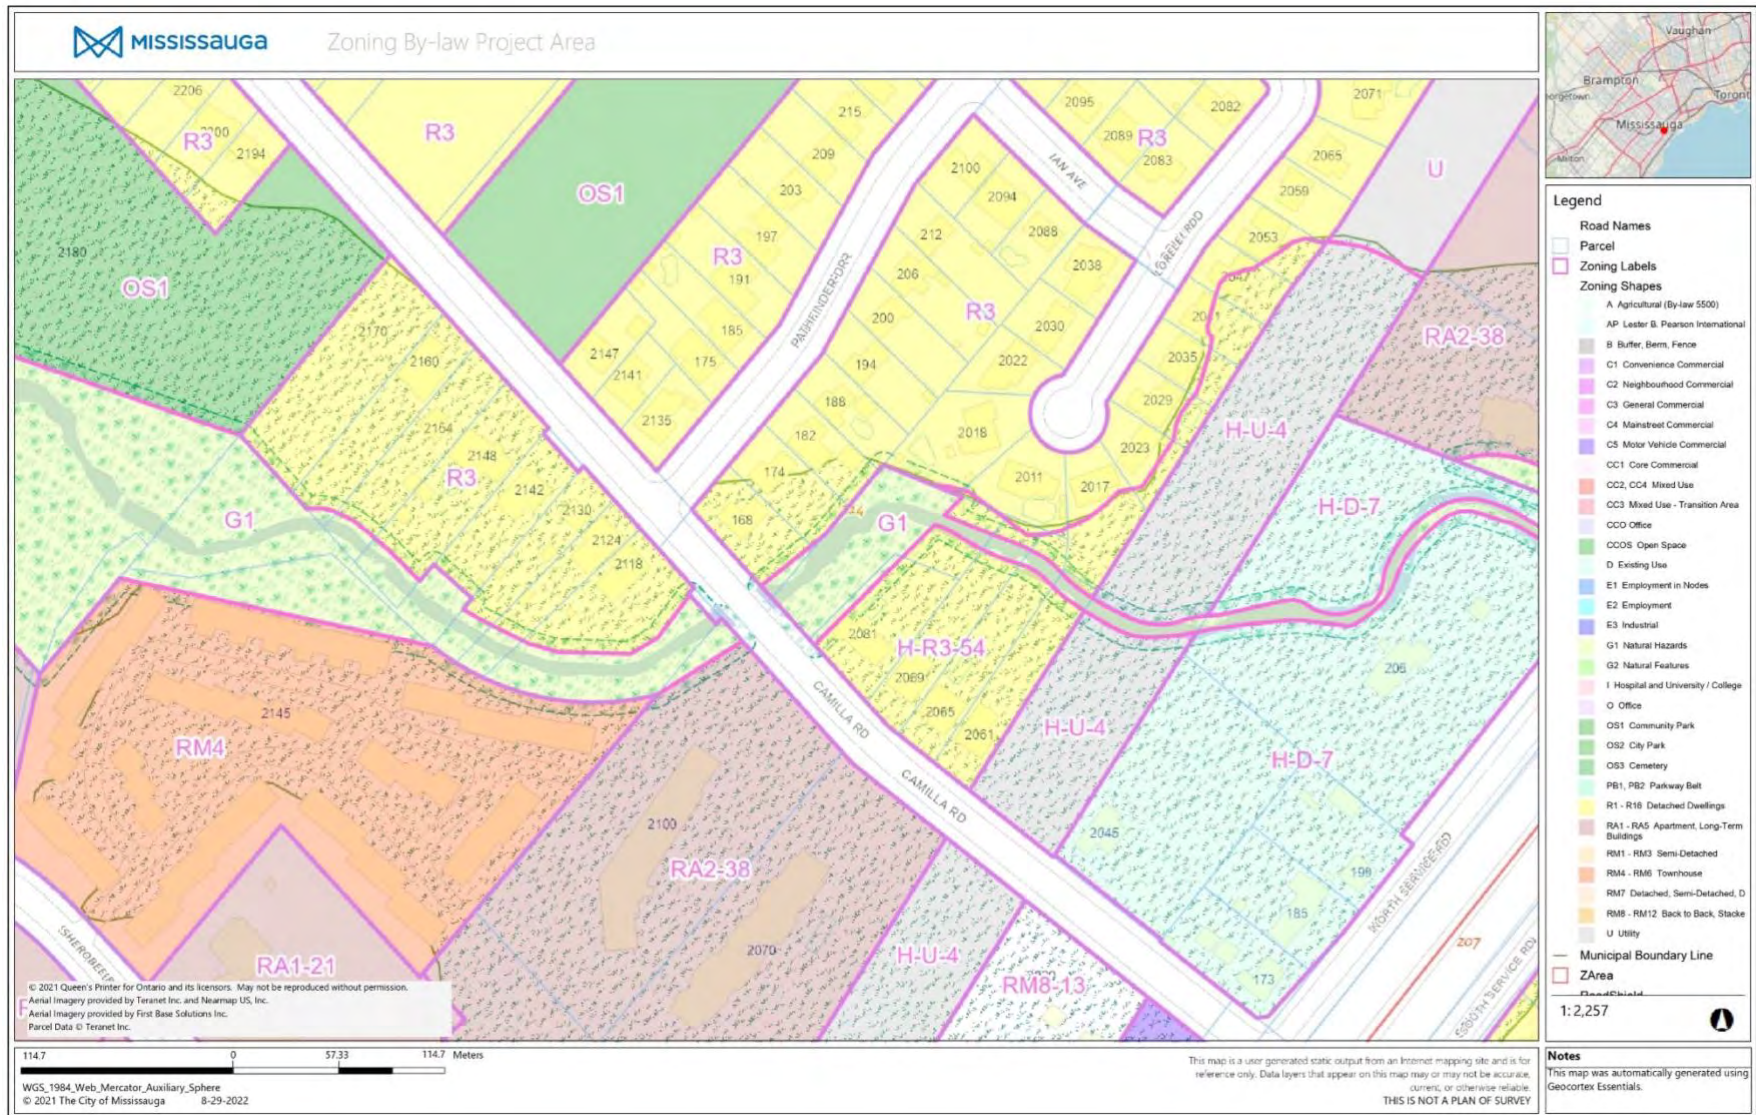 MISSISSAUGA
Zoning By-law Project Area
Vaughan
Brampton
Toront
Mississauga
Milton
2206
2200
2194
R3
R3
2180
OS1
OS1
215
209
203
197
R3
191
185
175
2147
2141
2135
PATHFINDER DR
2095
2089
R3
2083
2082
2071
2065
2059
2053
2047
2041
2035
2029
2023
U
IAN AVE
2100
2094
2088
212
206
200
194
188
182
174
168
2038
2030
2022
2018
2011
2017
R3
RA2-38
H-U-4
H-D-7
2170
2160
2154
2148
R3
2142
2130
2124
2118
G1
G1
2081
H-R3-54
2069
2065
2061
H-U-4
205
H-D-7
2145
RM4
CAMILLA RD
CAMILLA RD
2100
RA2-38
2070
2045
199
185
173
NORTH SERVICE RD
207
SOUTH SERVICE RD
H-U-4
RM8-13
RA1-21
© 2021 Queen's Printer for Ontario and its licensors. May not be reproduced without permission.
Aerial Imagery provided by Teranet Inc. and Nearmap US, Inc.
Aerial Imagery provided by First Base Solutions Inc.
Parcel Data © Teranet Inc.
Legend
Road Names
Parcel
Zoning Labels
Zoning Shapes
A Agricultural (By-law 5500)
AP Lester B. Pearson International
B Buffer, Berm, Fence
C1 Convenience Commercial
C2 Neighbourhood Commercial
C3 General Commercial
C4 Mainstreet Commercial
C5 Motor Vehicle Commercial
CC1 Core Commercial
CC2, CC4 Mixed Use
CC3 Mixed Use - Transition Area
CCO Office
CCOS Open Space
D Existing Use
E1 Employment in Nodes
E2 Employment
E3 Industrial
G1 Natural Hazards
G2 Natural Features
I Hospital and University / College
O Office
OS1 Community Park
OS2 City Park
OS3 Cemetery
PB1, PB2 Parkway Belt
R1 - R16 Detached Dwellings
RA1 - RA5 Apartment, Long-Term
Buildings
RM1 - RM3 Semi-Detached
RM4 - RM6 Townhouse
RM7 Detached, Semi-Detached, D
RM8 - RM12 Back to Back, Stacke
U Utility
Municipal Boundary Line
ZArea
1: 2,257
114.7 0 57.33 114.7 Meters
WGS_1984_Web_Mercator_Auxiliary_Sphere
© 2021 The City of Mississauga 8-29-2022
This map is a user generated static output from an Internet mapping site and is for
reference only. Data layers that appear on this map may or may not be accurate,
current, or otherwise reliable.
THIS IS NOT A PLAN OF SURVEY
Notes
This map was automatically generated using
Geocortex Essentials.